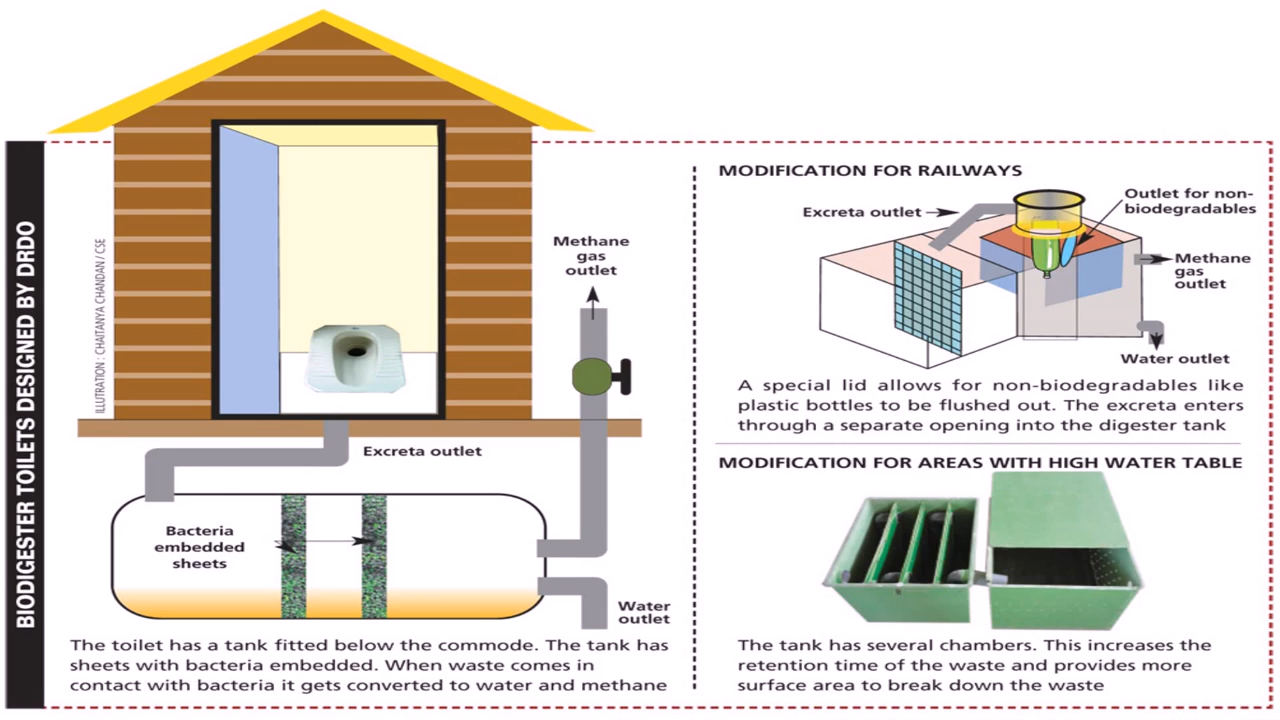 BIODIGESTER TOILETS DESIGNED BY DRDO
ILLUTRATION : CHAITANYA CHANDAN / CSE
Methane
gas
outlet
Excreta outlet
Bacteria
embedded
sheets
Water
outlet
The toilet has a tank fitted below the commode. The tank has
sheets with bacteria embedded. When waste comes in
contact with bacteria it gets converted to water and methane
MODIFICATION FOR RAILWAYS
Excreta outlet
Outlet for non-
biodegradables
Methane
gas
outlet
Water outlet
A special lid allows for non-biodegradables like
plastic bottles to be flushed out. The excreta enters
through a separate opening into the digester tank
MODIFICATION FOR AREAS WITH HIGH WATER TABLE
The tank has several chambers. This increases the
retention time of the waste and provides more
surface area to break down the waste